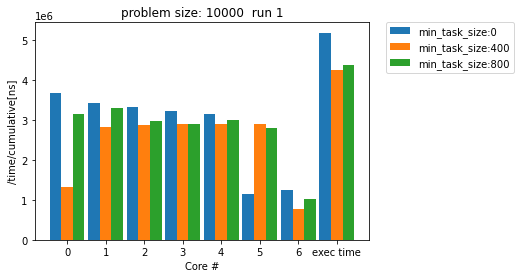 problem size: 10000  run 1
1e6
min_task_size:0
min_task_size:400
min_task_size:800
/time/cumulative[ns]
5
4
3
2
1
0
0 1 2 3 4 5 6 exec time
Core #